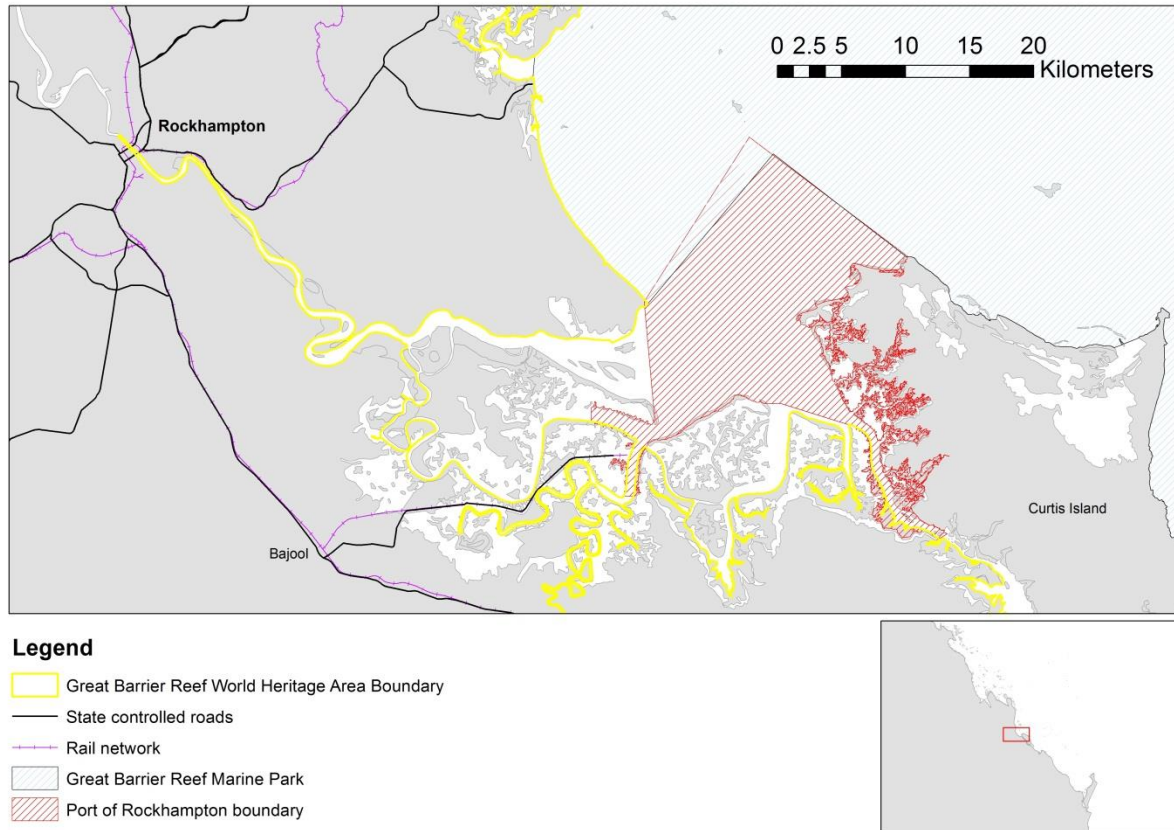 0 2.5 5 10 15 20
Kilometers
Rockhampton
Curtis Island
Bajool
Legend
Great Barrier Reef World Heritage Area Boundary
State controlled roads
Rail network
Great Barrier Reef Marine Park
Port of Rockhampton boundary